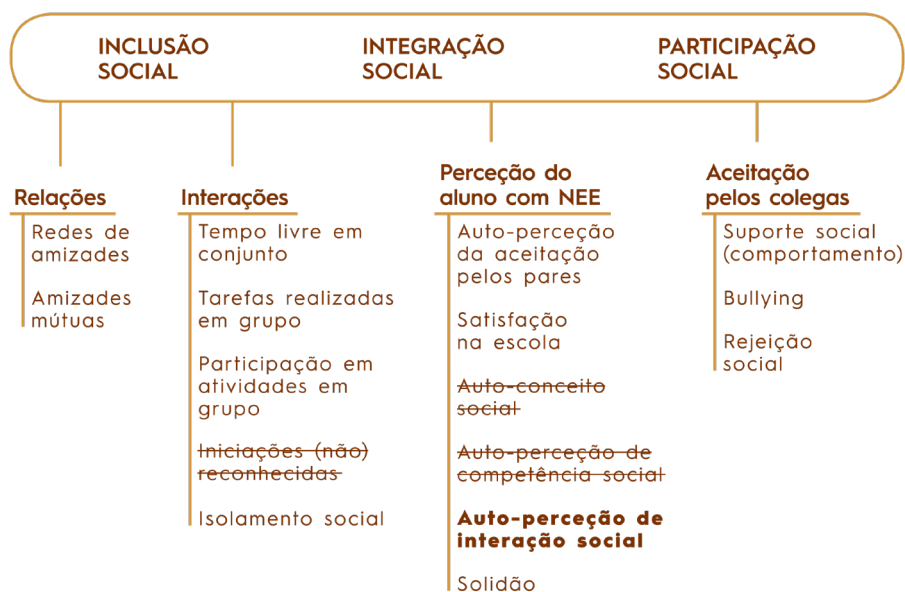 INCLUSÃO
SOCIAL
INTEGRAÇÃO
SOCIAL
PARTICIPAÇÃO
SOCIAL
Relações
Redes de
amizades
Amizades
mútuas
Interações
Tempo livre em
conjunto
Tarefas realizadas
em grupo
Participação em
atividades em
grupo
Iniciações (não)
reconhecidas
Isolamento social
Perceção do
aluno com NEE
Auto-perceção
da aceitação
pelos pares
Satisfação
na escola
Auto-conceito
social
Auto-perceção de
competência social
Auto-perceção de
interação social
Solidão
Aceitação
pelos colegas
Suporte social
(comportamento)
Bullying
Rejeição
social